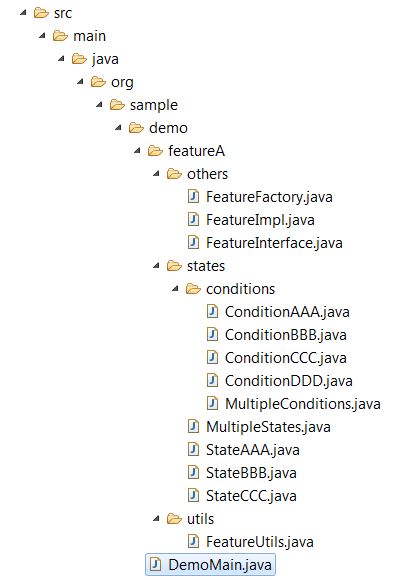 src
main
java
org
sample
demo
featureA
others
FeatureFactory.java
FeatureImpl.java
FeatureInterface.java
states
conditions
ConditionAAA.java
ConditionBBB.java
ConditionCCC.java
ConditionDDD.java
MultipleConditions.java
MultipleStates.java
StateAAA.java
StateBBB.java
StateCCC.java
utils
FeatureUtils.java
DemoMain.java